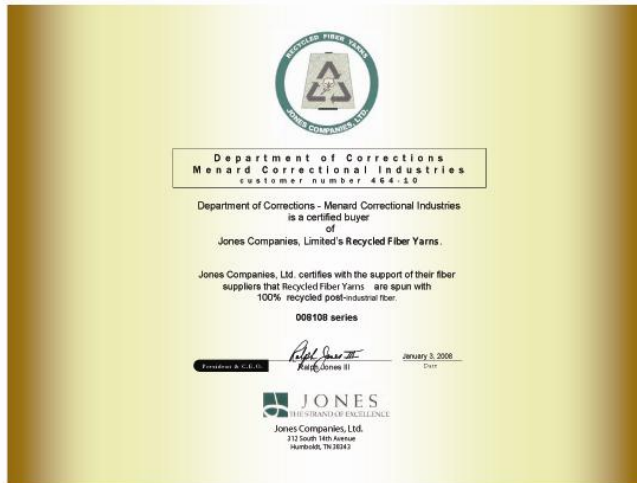 RECYCLED FIBER YARNS
JONES COMPANIES, LTD.
Department of Corrections
Menard Correctional Industries
customer number 464-10
Department of Corrections - Menard Correctional Industries
is a certified buyer
of
Jones Companies, Limited's Recycled Fiber Yarns.
Jones Companies, Ltd. certifies with the support of their fiber
suppliers that Recycled Fiber Yarns are spun with
100% recycled post-industrial fiber.
008108 series
Ralph Jones III
President & C.E.O.
Ralph Jones III
January 3, 2008
Date
JONES
THE STRAND OF EXCELLENCE
Jones Companies, Ltd.
312 South 14th Avenue
Humboldt, TN 38343